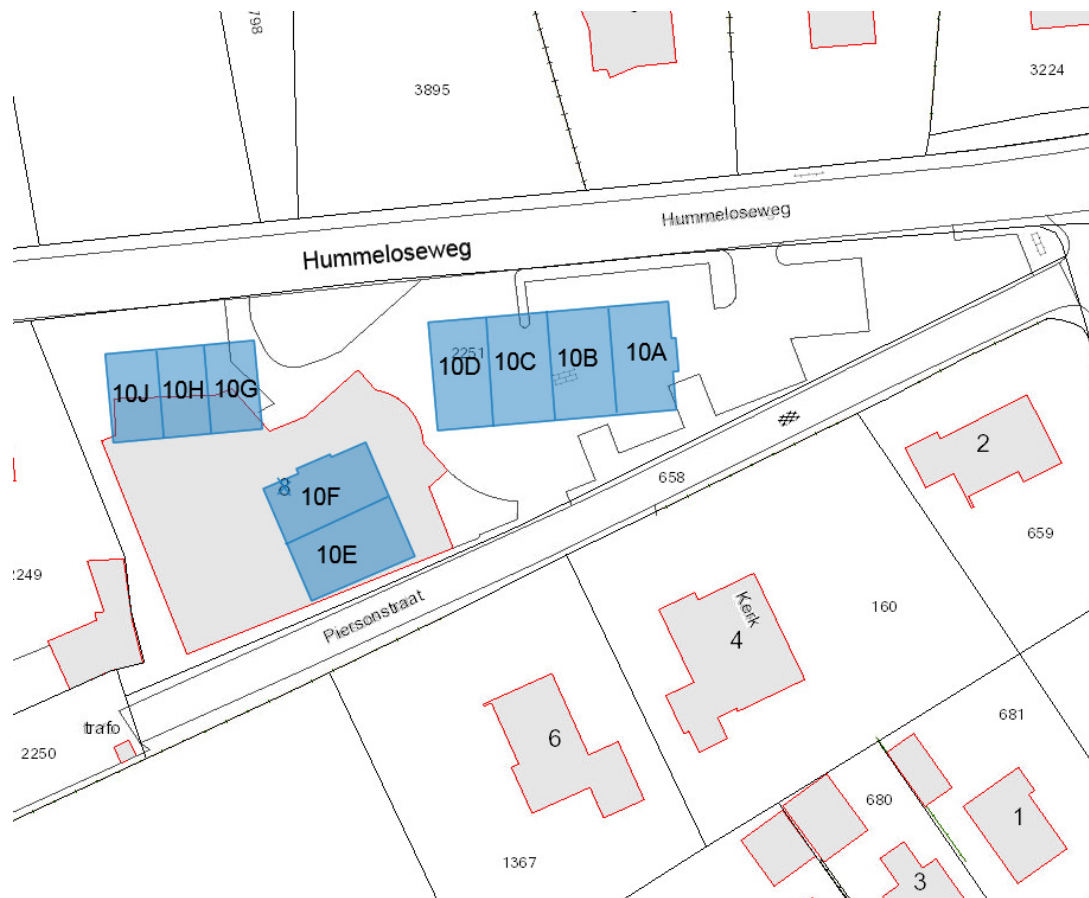 798
3895
3224
Hummeloseweg
Hummeloseweg
2251
10J
10H
10G
10D
10C
10B
10A
8
10F
10E
658
2
659
2249
Piersonstraat
Kerk
4
160
6
681
trafo
2250
680
1
1367
3